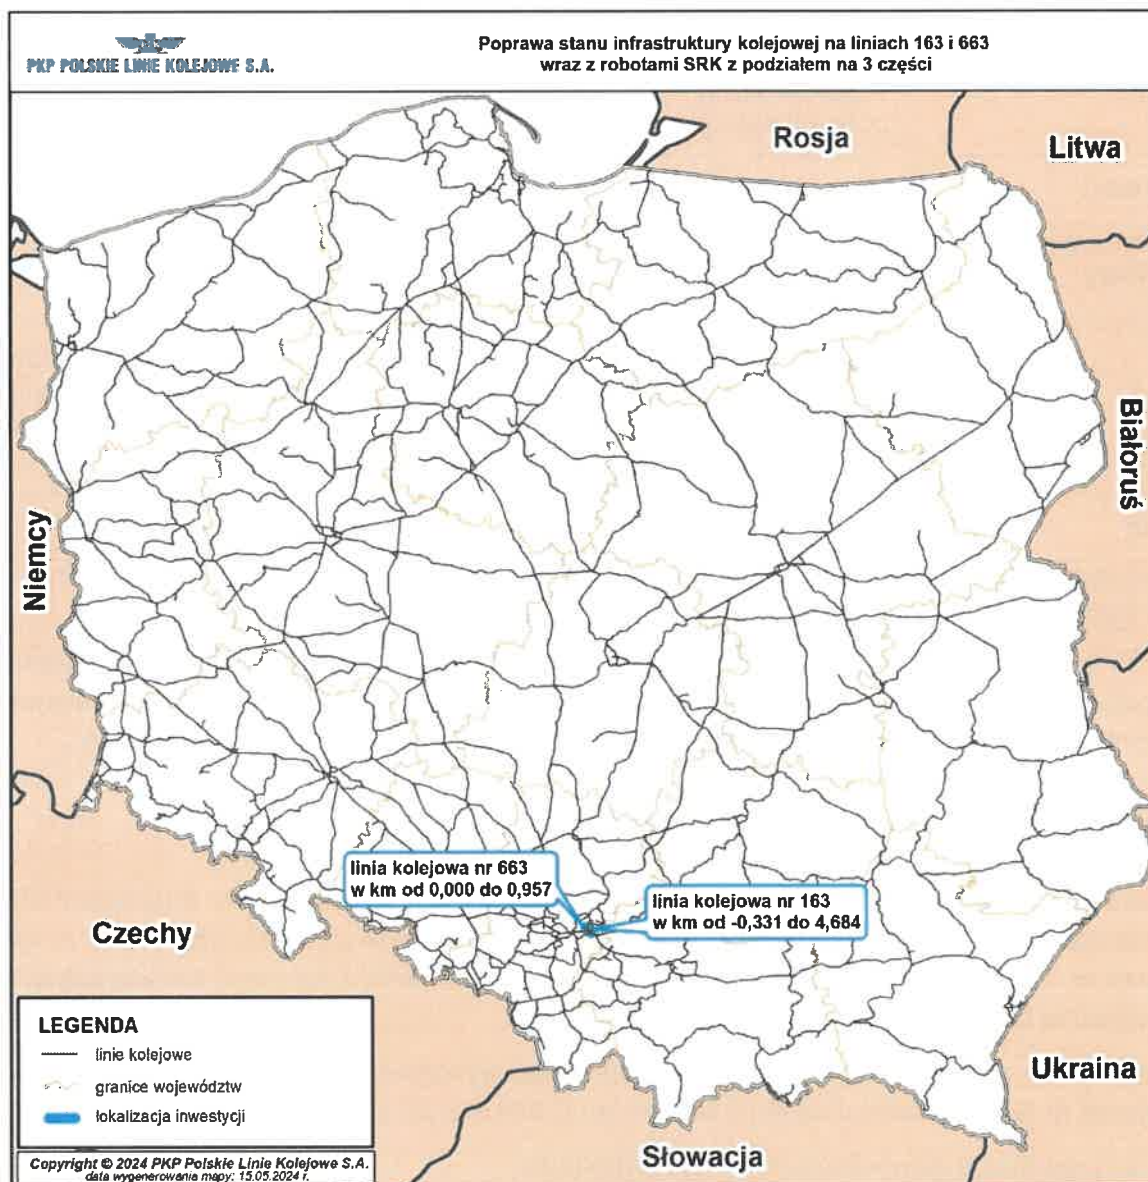 PKP POLSKIE LINIE KOLEJOWE S.A.
Poprawa stanu infrastruktury kolejowej na liniach 163 i 663
wraz z robotami SRK z podziałem na 3 części
Rosja
Litwa
Białoruś
Niemcy
linia kolejowa nr 663
w km od 0,000 do 0,957
linia kolejowa nr 163
w km od -0,331 do 4,684
Czechy
LEGENDA
linie kolejowe
granice województw
lokalizacja inwestycji
Ukraina
Słowacja
Copyright © 2024 PKP Polskie Linie Kolejowe S.A.
data wygenerowania mapy: 15.05.2024 r.